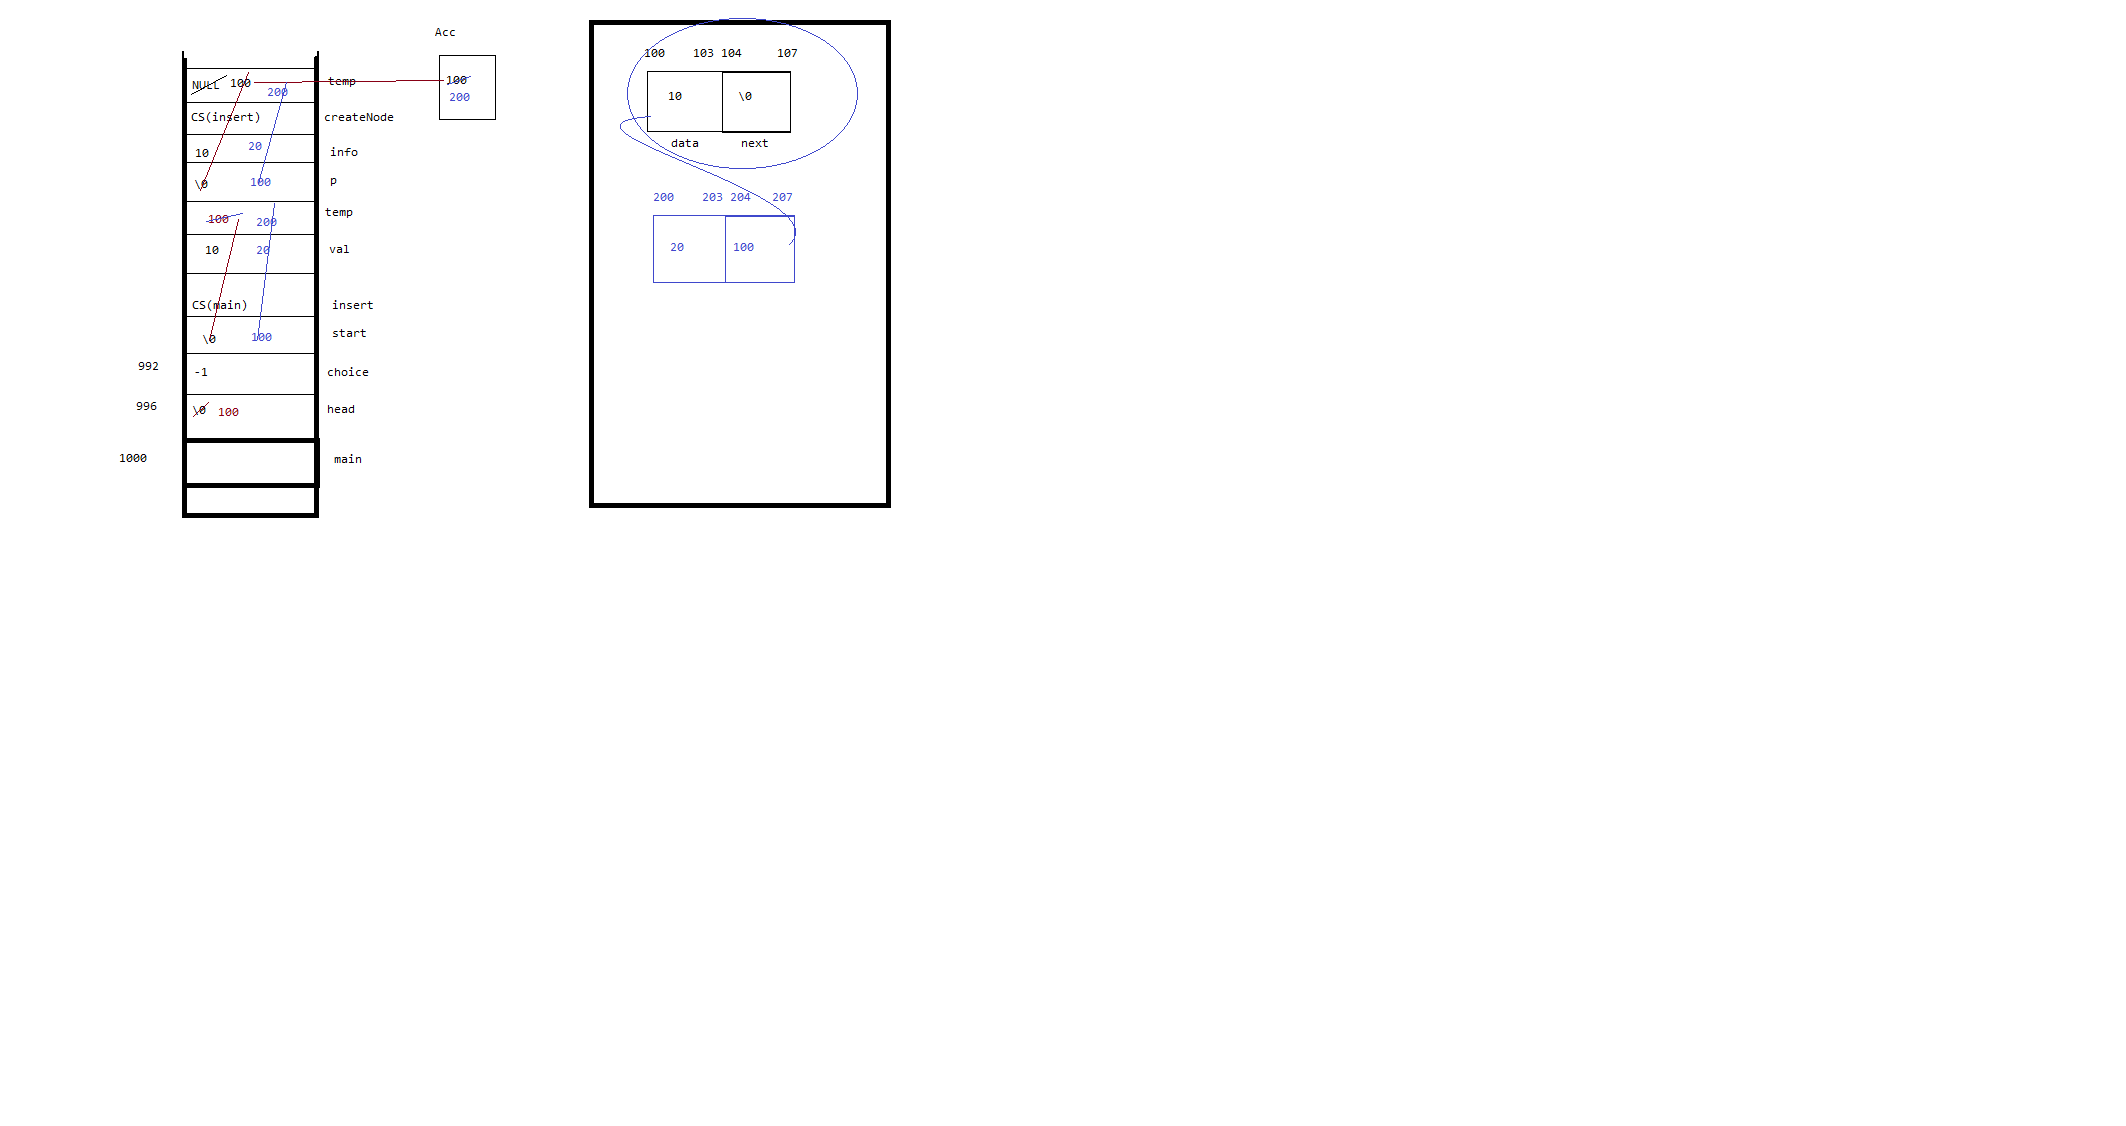 Acc
NULL 100 200 temp 100
200
CS(insert) createNode
10 20 info
\0 100 p
100 200 temp
10 20 val
CS(main) insert
\0 100 start
992 -1 choice
996 \0 100 head
1000 main
100 103 104 107
10 \0
data next
200 203 204 207
20 100